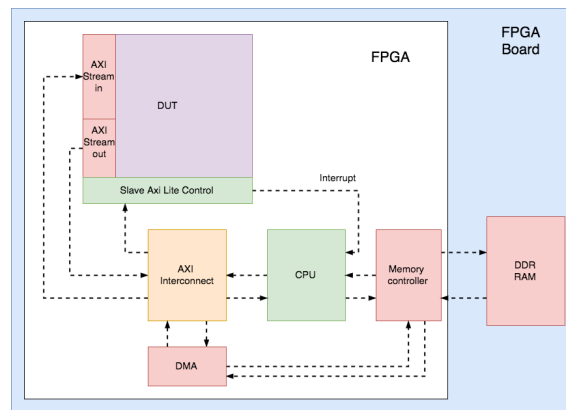 FPGA
Board
FPGA
AXI
Stream
in
DUT
AXI
Stream
out
Slave Axi Lite Control
Interrupt
AXI
Interconnect
CPU
Memory
controller
DDR
RAM
DMA